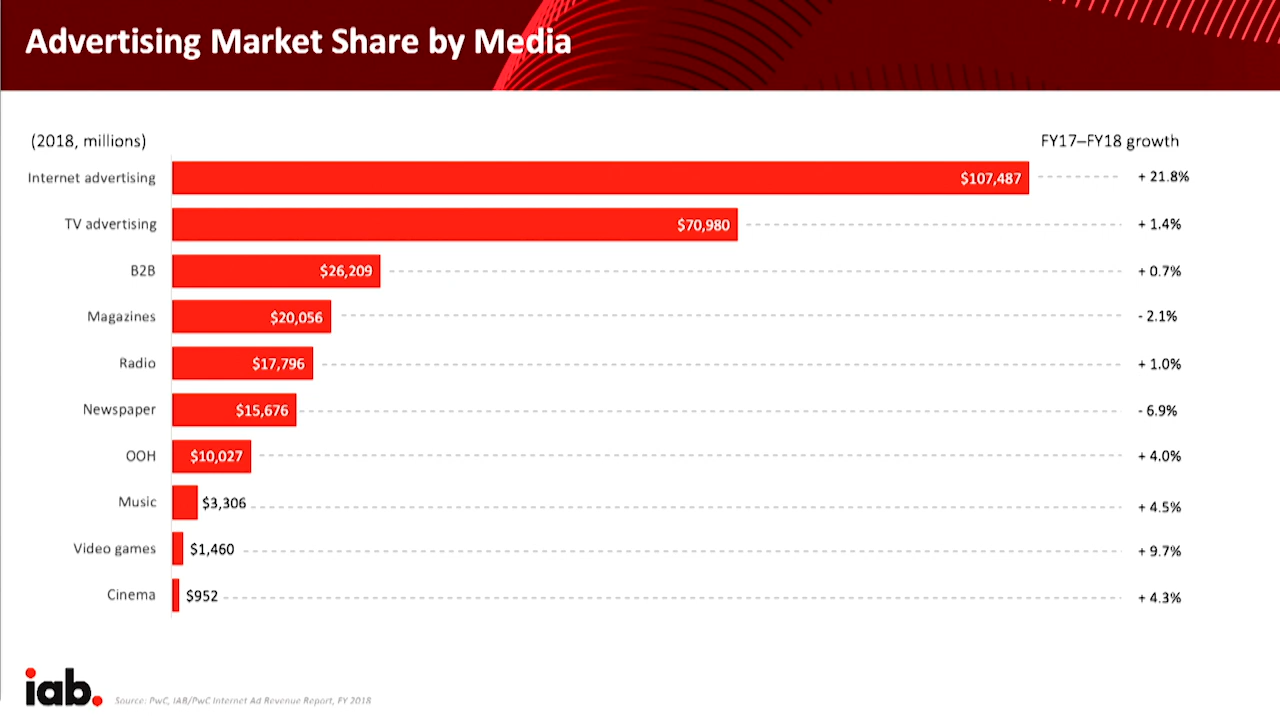 Advertising Market Share by Media
(2018, millions) FY17–FY18 growth
Internet advertising $107,487 + 21.8%
TV advertising $70,980 + 1.4%
B2B $26,209 + 0.7%
Magazines $20,056 - 2.1%
Radio $17,796 + 1.0%
Newspaper $15,676 - 6.9%
OOH $10,027 + 4.0%
Music $3,306 + 4.5%
Video games $1,460 + 9.7%
Cinema $952 + 4.3%
iab. Source: PwC, IAB/PwC Internet Ad Revenue Report, FY 2018